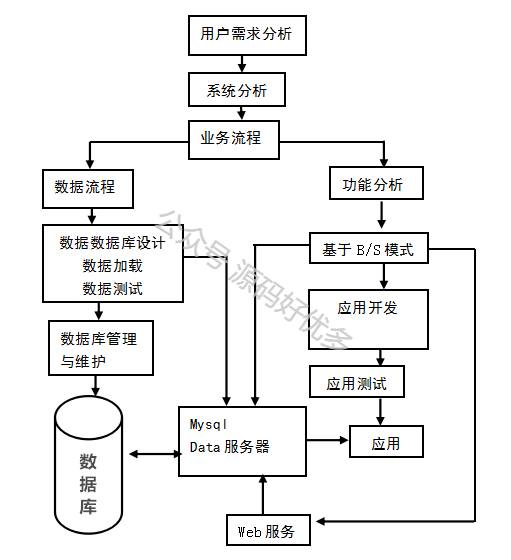 用户需求分析
系统分析
业务流程
数据流程
功能分析
数据数据库设计
数据加载
数据测试
基于 B/S 模式
应用开发
数据库管理
与维护
应用测试
Mysql
Data 服务器
应用
数
据
库
Web 服务
公众号 源码好优多